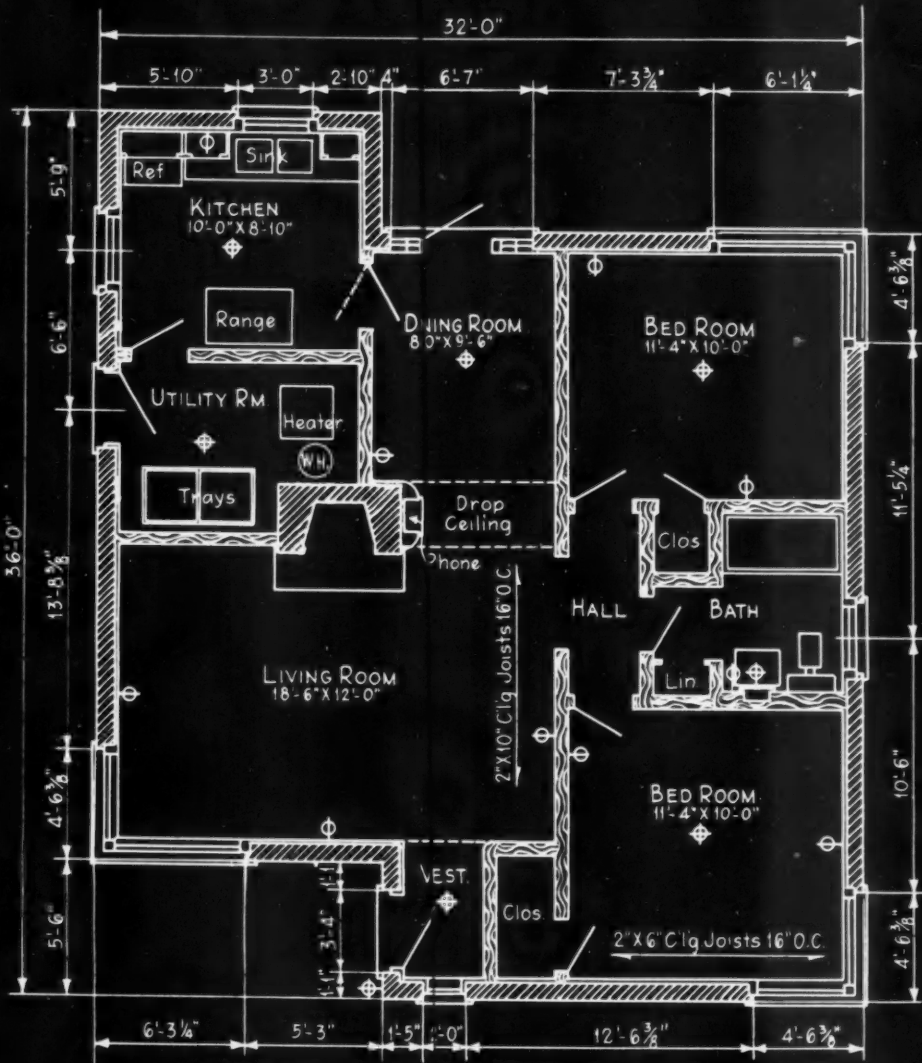 32'-0"
5'-10" 3'-0" 2'-10" 4" 6'-7" 7'-3¾" 6'-1¼"
36'-0"
5'-9"
6'-6"
13'-8⅜"
4'-6⅜"
5'-6"
Ref
Sink
KITCHEN
10'-0"X 8'-10"
Range
DINING ROOM
8'0"X 9'-6"
BED ROOM
11'-4"X 10'-0"
UTILITY RM.
Heater
W.H.
Trays
Drop
Ceiling
Phone
Clos
HALL
BATH
Lin.
LIVING ROOM
18'-6"X 12'-0"
2"X10" Clg Joists 16" O.C.
BED ROOM
11'-4"X 10'-0"
VEST.
Clos.
2"X 6" Clg Joists 16" O.C.
1'-1"
3'-4"
1'-1"
4'-6⅜"
11'-5¼"
10'-6"
4'-6⅜"
6'-3¼" 5'-3" 1'-5" 12'-6⅜" 4'-6⅜"